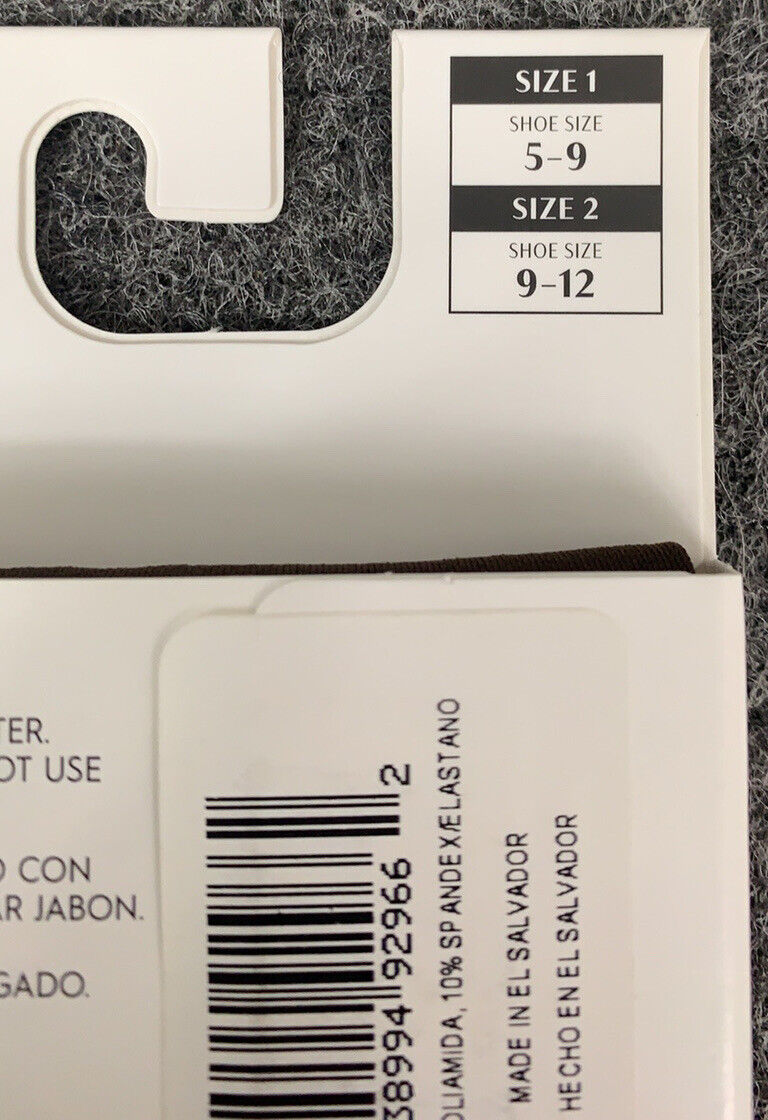 SIZE 1
SHOE SIZE
5-9
SIZE 2
SHOE SIZE
9-12
TER.
OT USE
CON
AR JABON.
GADO.
38994 92966 2
OLIAMIDA, 10% SPANDEX/ELASTANO
MADE IN EL SALVADOR
HECHO EN EL SALVADOR